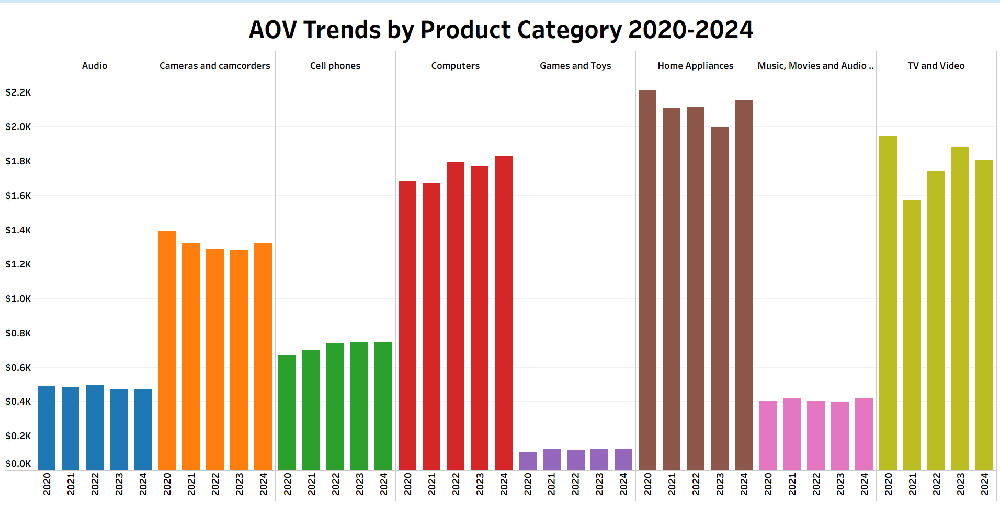 AOV Trends by Product Category 2020-2024
Audio
Cameras and camcorders
Cell phones
Computers
Games and Toys
Home Appliances
Music, Movies and Audio ..
TV and Video
$2.2K
$2.0K
$1.8K
$1.6K
$1.4K
$1.2K
$1.0K
$0.8K
$0.6K
$0.4K
$0.2K
$0.0K
2020 2021 2022 2023 2024 2020 2021 2022 2023 2024 2020 2021 2022 2023 2024 2020 2021 2022 2023 2024 2020 2021 2022 2023 2024 2020 2021 2022 2023 2024 2020 2021 2022 2023 2024 2020 2021 2022 2023 2024